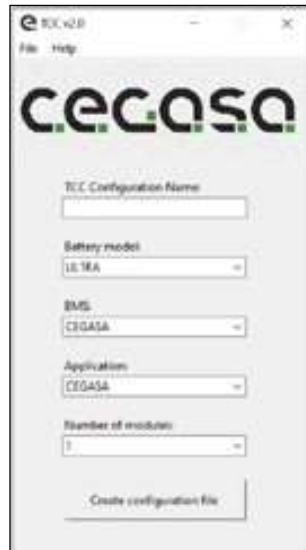 TCC v2.0
File Help
cegasa
TCC Configuration Name
Battery model:
ULTRA
BMS
CEGASA
Application:
CEGASA
Number of modules:
1
Create configuration file